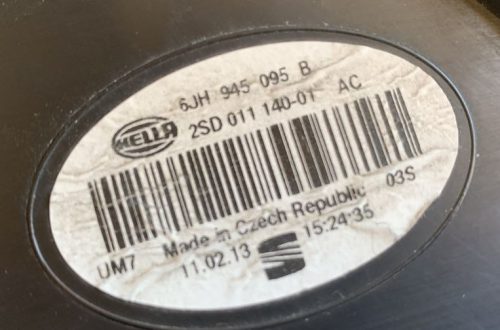 6JH 945 095 B
HELLA 2SD 011 140-01 AC
UM7 Made in Czech Republic 03S
11.02.13 15:24:35